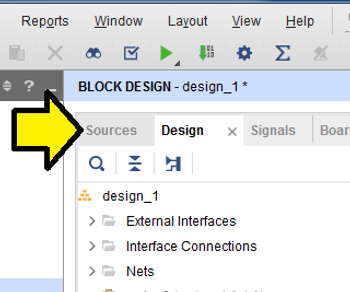 Reports Window Layout View Help
BLOCK DESIGN - design_1 *
Sources Design Signals Boar
design_1
External Interfaces
Interface Connections
Nets